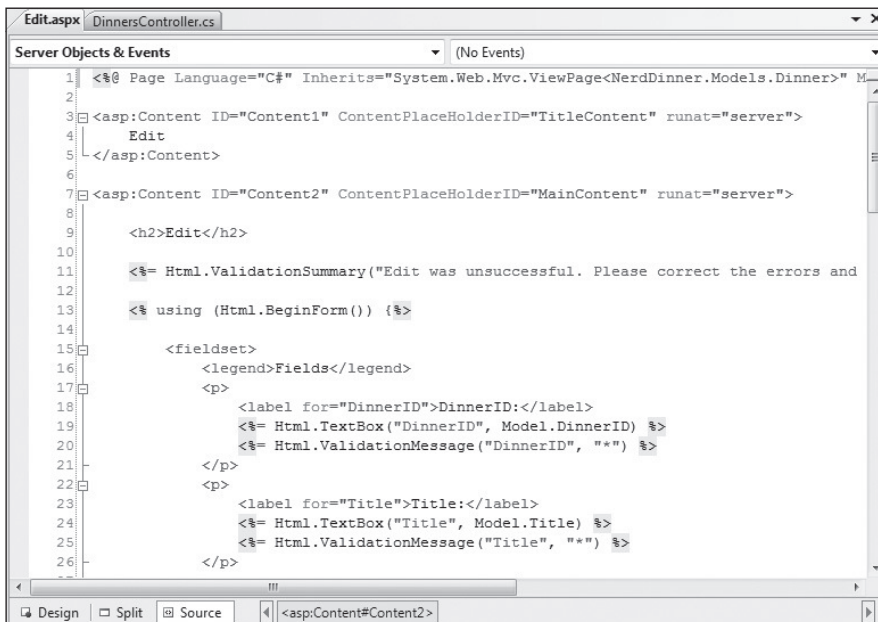 Edit.aspx DinnersController.cs
Server Objects & Events (No Events)
1 <%@ Page Language="C#" Inherits="System.Web.Mvc.ViewPage<NerdDinner.Models.Dinner>" M
2
3 <asp:Content ID="Content1" ContentPlaceHolderID="TitleContent" runat="server">
4 Edit
5 </asp:Content>
6
7 <asp:Content ID="Content2" ContentPlaceHolderID="MainContent" runat="server">
8
9 <h2>Edit</h2>
10
11 <%= Html.ValidationSummary("Edit was unsuccessful. Please correct the errors and
12
13 <% using (Html.BeginForm()) {%>
14
15 <fieldset>
16 <legend>Fields</legend>
17 <p>
18 <label for="DinnerID">DinnerID:</label>
19 <%= Html.TextBox("DinnerID", Model.DinnerID) %>
20 <%= Html.ValidationMessage("DinnerID", "*") %>
21 </p>
22 <p>
23 <label for="Title">Title:</label>
24 <%= Html.TextBox("Title", Model.Title) %>
25 <%= Html.ValidationMessage("Title", "*") %>
26 </p>
Design Split Source <asp:Content#Content2>